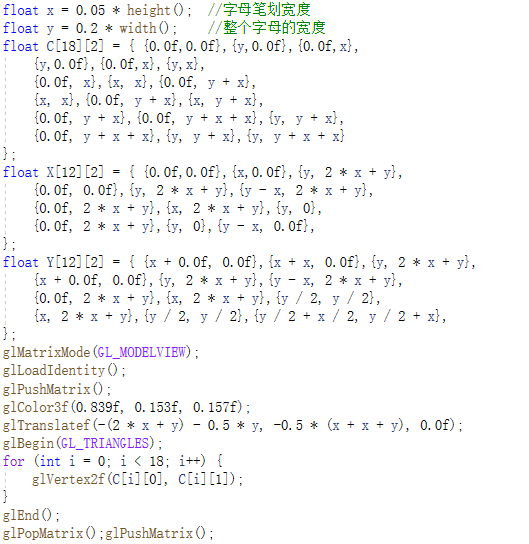 float x = 0.05 * height();  //字母笔划宽度
float y = 0.2 * width();    //整个字母的宽度
float C[18][2] = { {0.0f,0.0f},{y,0.0f},{0.0f,x},
    {y,0.0f},{0.0f,x},{y,x},
    {0.0f, x},{x, x},{0.0f, y + x},
    {x, x},{0.0f, y + x},{x, y + x},
    {0.0f, y + x},{0.0f, y + x + x},{y, y + x},
    {0.0f, y + x + x},{y, y + x},{y, y + x + x}
};
float X[12][2] = { {0.0f,0.0f},{x,0.0f},{y, 2 * x + y},
    {0.0f, 0.0f},{y, 2 * x + y},{y - x, 2 * x + y},
    {0.0f, 2 * x + y},{x, 2 * x + y},{y, 0},
    {0.0f, 2 * x + y},{y, 0},{y - x, 0.0f},
};
float Y[12][2] = { {x + 0.0f, 0.0f},{x + x, 0.0f},{y, 2 * x + y},
    {x + 0.0f, 0.0f},{y, 2 * x + y},{y - x, 2 * x + y},
    {0.0f, 2 * x + y},{x, 2 * x + y},{y / 2, y / 2},
    {x, 2 * x + y},{y / 2, y / 2},{y / 2 + x / 2, y / 2 + x},
};
glMatrixMode(GL_MODELVIEW);
glLoadIdentity();
glPushMatrix();
glColor3f(0.839f, 0.153f, 0.157f);
glTranslatef(-(2 * x + y) - 0.5 * y, -0.5 * (x + x + y), 0.0f);
glBegin(GL_TRIANGLES);
for (int i = 0; i < 18; i++) {
    glVertex2f(C[i][0], C[i][1]);
}
glEnd();
glPopMatrix();glPushMatrix();